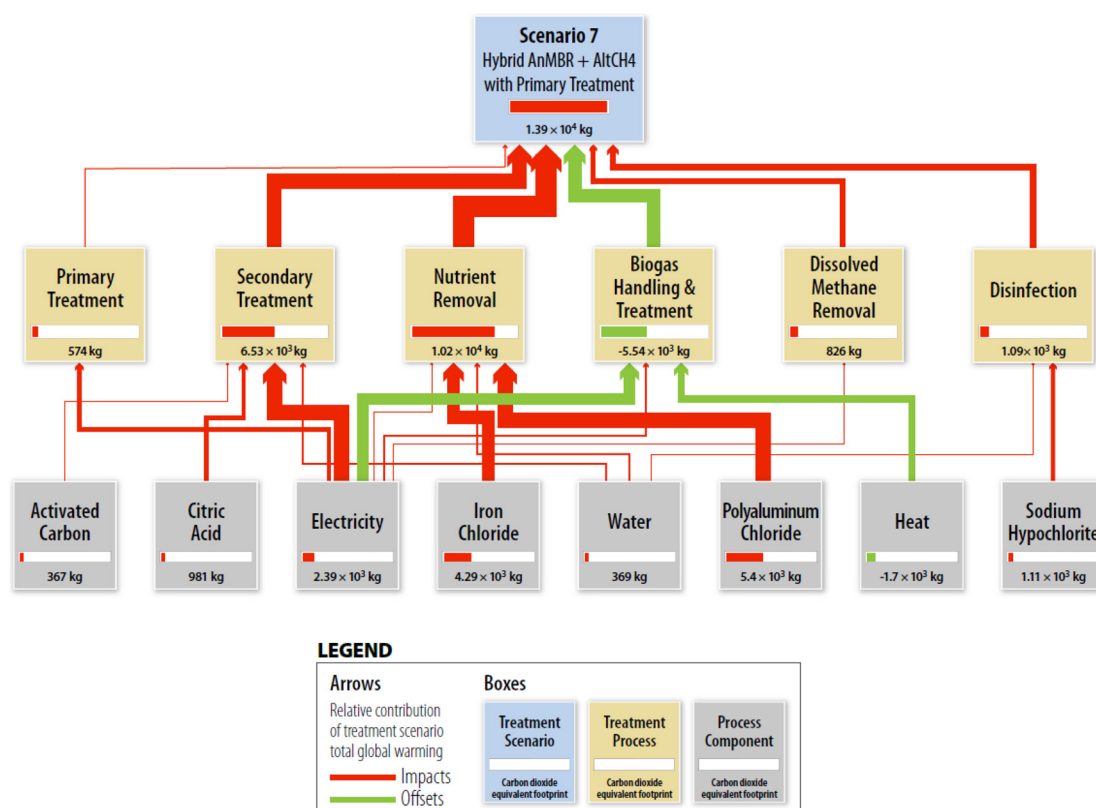 Scenario 7
Hybrid AnMBR + AltCH4
with Primary Treatment
1.39 × 10⁴ kg
Primary
Treatment
574 kg
Secondary
Treatment
6.53 × 10³ kg
Nutrient
Removal
1.02 × 10⁴ kg
Biogas
Handling &
Treatment
-5.54 × 10³ kg
Dissolved
Methane
Removal
826 kg
Disinfection
1.09 × 10³ kg
Activated
Carbon
367 kg
Citric
Acid
981 kg
Electricity
2.39 × 10³ kg
Iron
Chloride
4.29 × 10³ kg
Water
369 kg
Polyaluminum
Chloride
5.4 × 10³ kg
Heat
-1.7 × 10³ kg
Sodium
Hypochlorite
1.11 × 10³ kg
LEGEND
Arrows
Relative contribution
of treatment scenario
total global warming
Impacts
Offsets
Boxes
Treatment
Scenario
Carbon dioxide
equivalent footprint
Treatment
Process
Carbon dioxide
equivalent footprint
Process
Component
Carbon dioxide
equivalent footprint